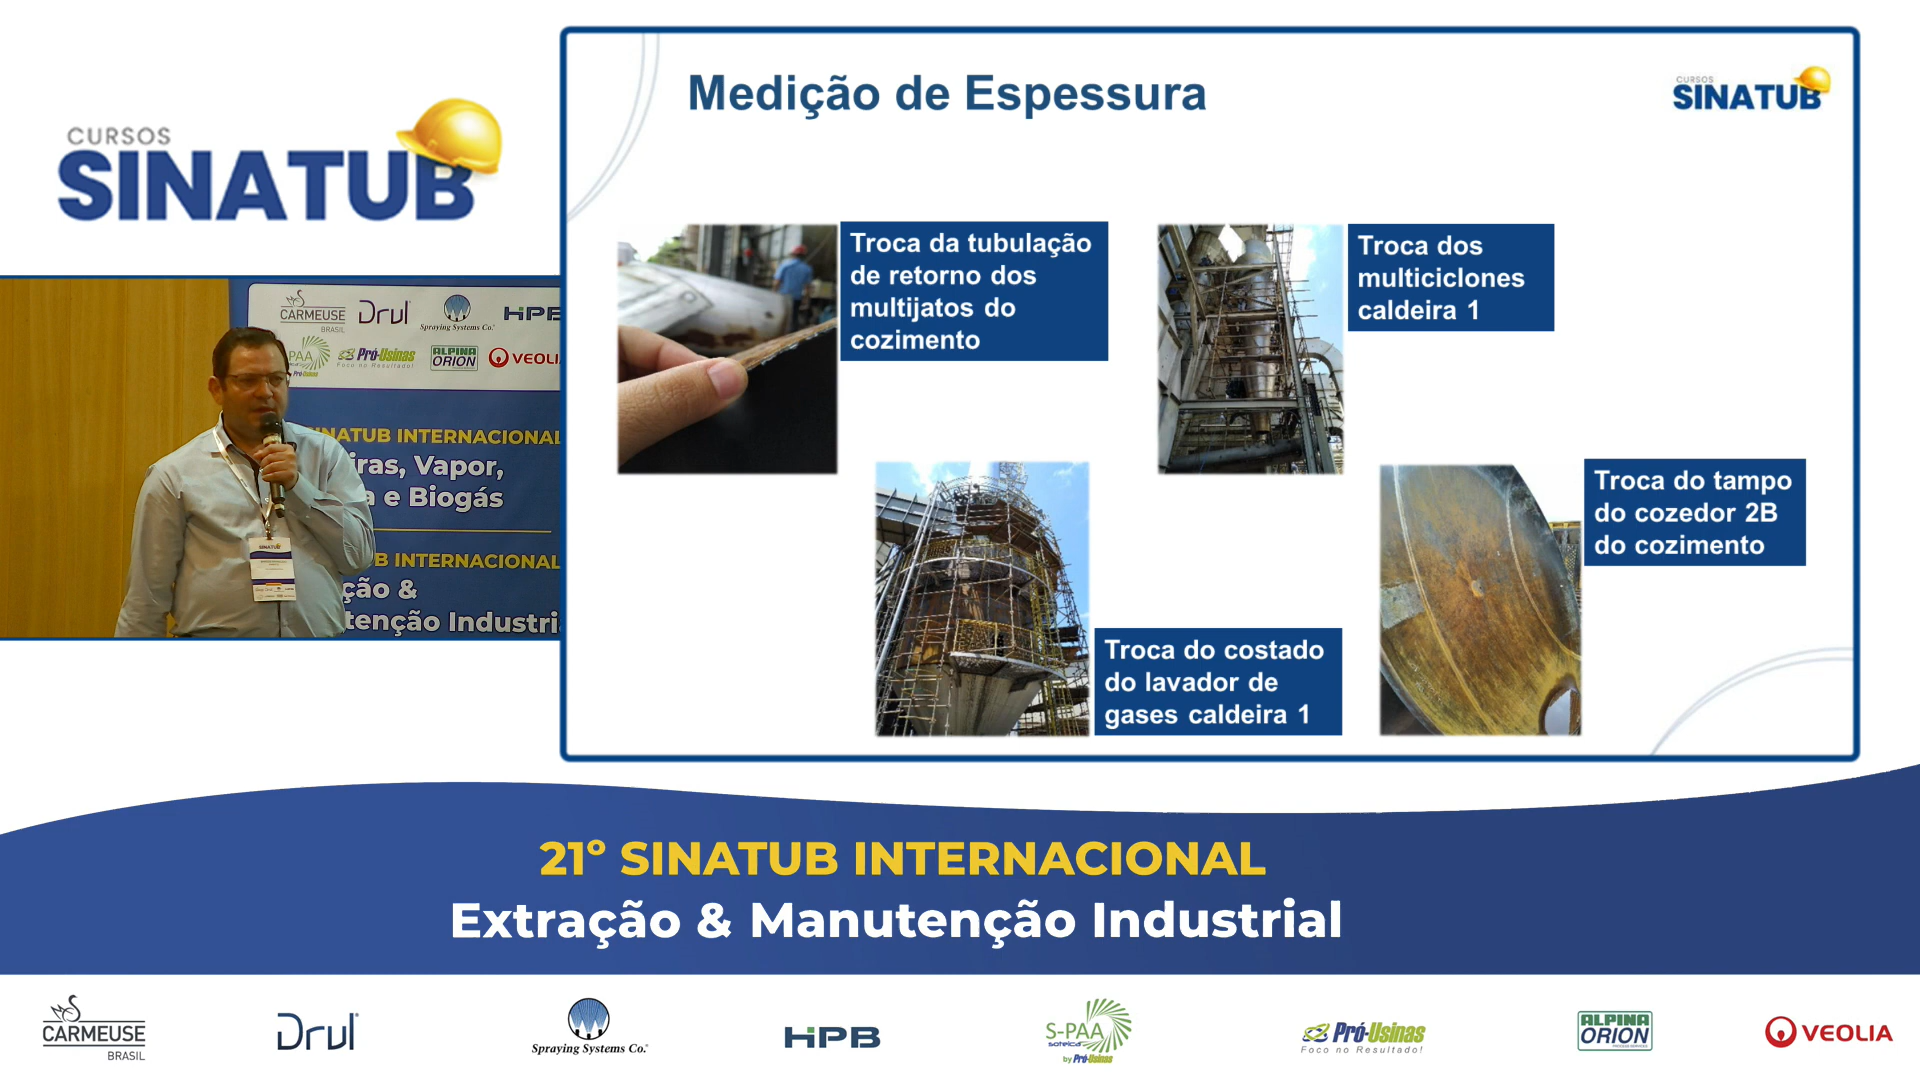 CURSOS
SINATUB
CARMEUSE
BRASIL
Drul
Spraying Systems Co.
HPB
PAA
Pró-Usinas
Foco no Resultado!
ALPINA
ORION
VEOLI
SINATUB INTERNACIONAL
iras, Vapor,
a e Biogás
B INTERNACIONAL
ção &
tenção Industri
Medição de Espessura
CURSOS
SINATUB
Troca da tubulação
de retorno dos
multijatos do
cozimento
Troca dos
multiciclones
caldeira 1
Troca do costado
do lavador de
gases caldeira 1
Troca do tampo
do cozedor 2B
do cozimento
21º SINATUB INTERNACIONAL
Extração & Manutenção Industrial
CARMEUSE
BRASIL
Drul
Spraying Systems Co.
HPB
S-PAA
soteica
by Pró-Usinas
Pró-Usinas
Foco no Resultado!
ALPINA
ORION
VEOLIA